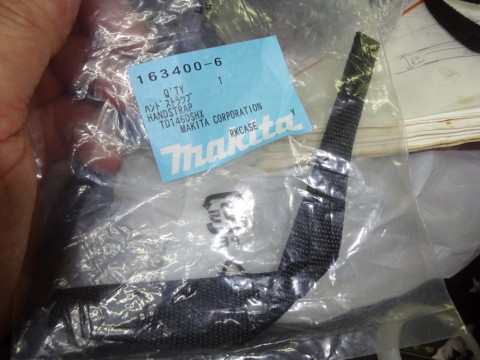 163400-6
Q'TY 1
ハンドストラップ
HANDSTRAP
TD146DSHX
MAKITA CORPORATION
RKCASE Y
makita